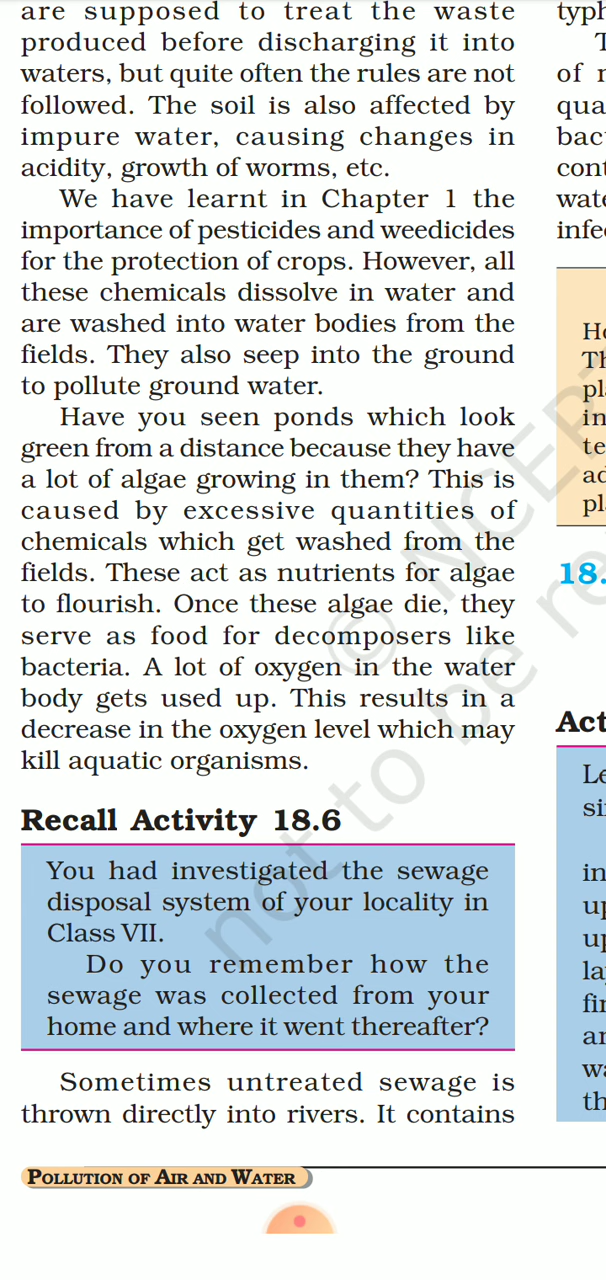 are supposed to treat the waste
produced before discharging it into
waters, but quite often the rules are not
followed. The soil is also affected by
impure water, causing changes in
acidity, growth of worms, etc.
We have learnt in Chapter 1 the
importance of pesticides and weedicides
for the protection of crops. However, all
these chemicals dissolve in water and
are washed into water bodies from the
fields. They also seep into the ground
to pollute ground water.
Have you seen ponds which look
green from a distance because they have
a lot of algae growing in them? This is
caused by excessive quantities of
chemicals which get washed from the
fields. These act as nutrients for algae
to flourish. Once these algae die, they
serve as food for decomposers like
bacteria. A lot of oxygen in the water
body gets used up. This results in a
decrease in the oxygen level which may
kill aquatic organisms.
Recall Activity 18.6
You had investigated the sewage
disposal system of your locality in
Class VII.
Do you remember how the
sewage was collected from your
home and where it went thereafter?
Sometimes untreated sewage is
thrown directly into rivers. It contains
POLLUTION OF AIR AND WATER
of
18.
© NCERT
not to be re